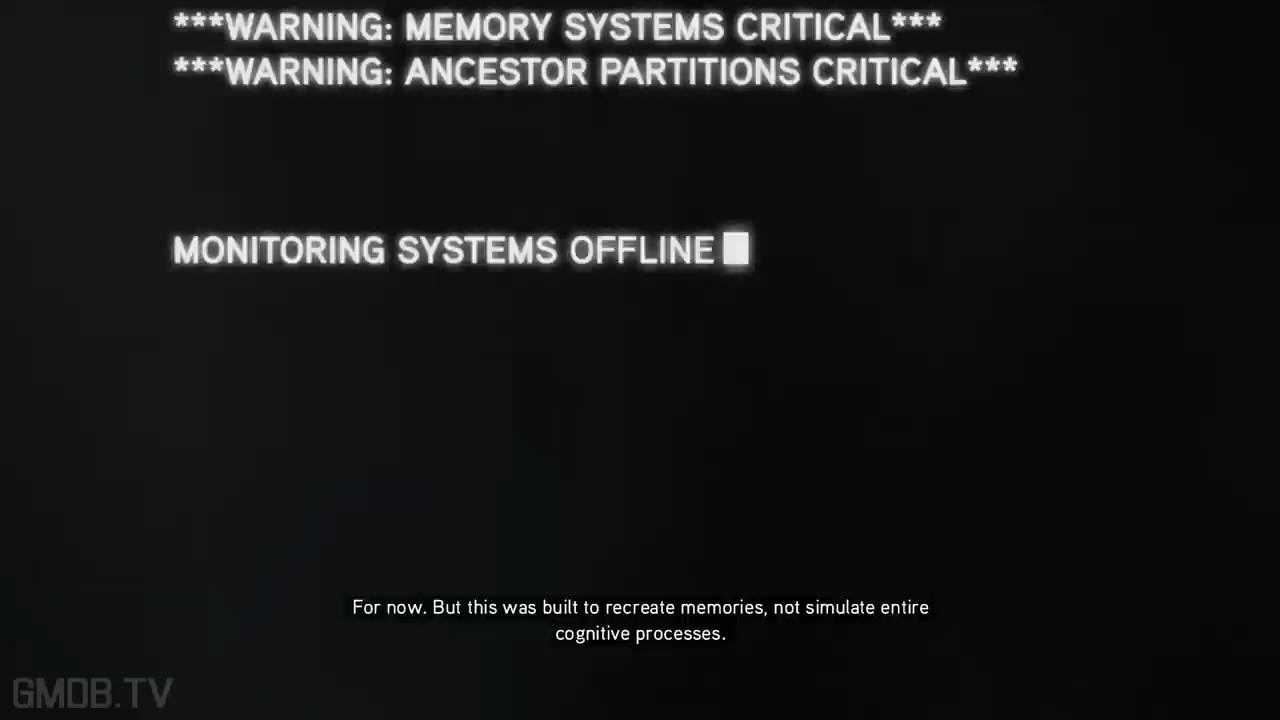 ***WARNING: MEMORY SYSTEMS CRITICAL***
***WARNING: ANCESTOR PARTITIONS CRITICAL***
MONITORING SYSTEMS OFFLINE
For now. But this was built to recreate memories, not simulate entire
cognitive processes.
GMDB.TV